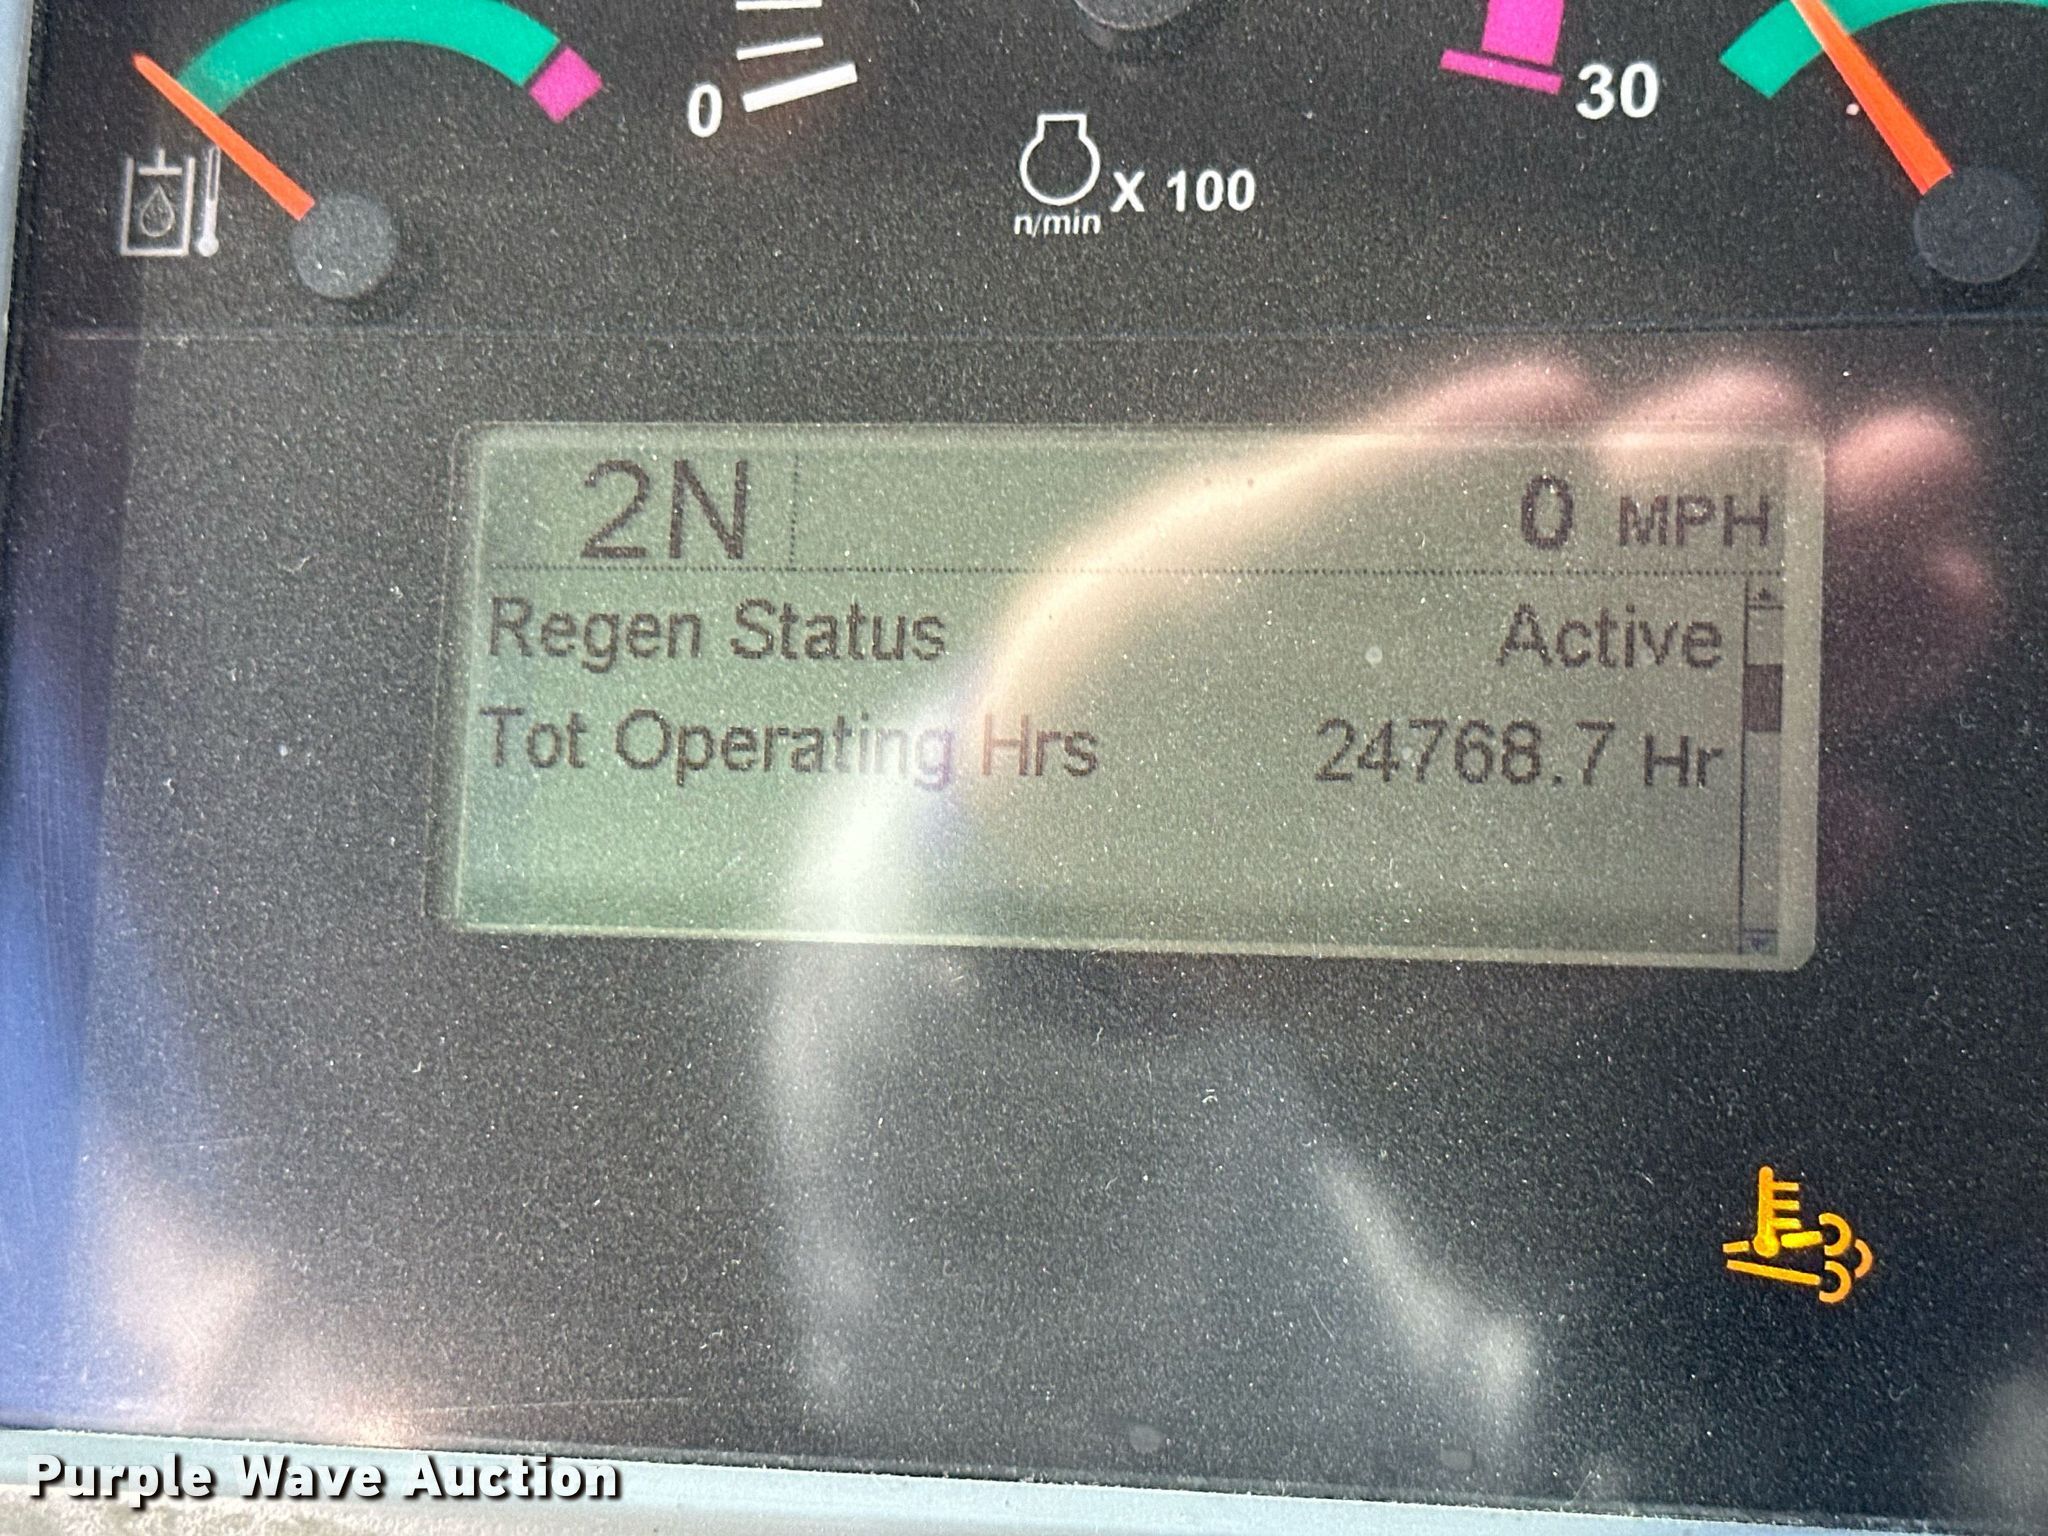 0
30
X 100
n/min
2N
0 MPH
Regen Status Active
Tot Operating Hrs 24768.7 Hr
Purple Wave Auction